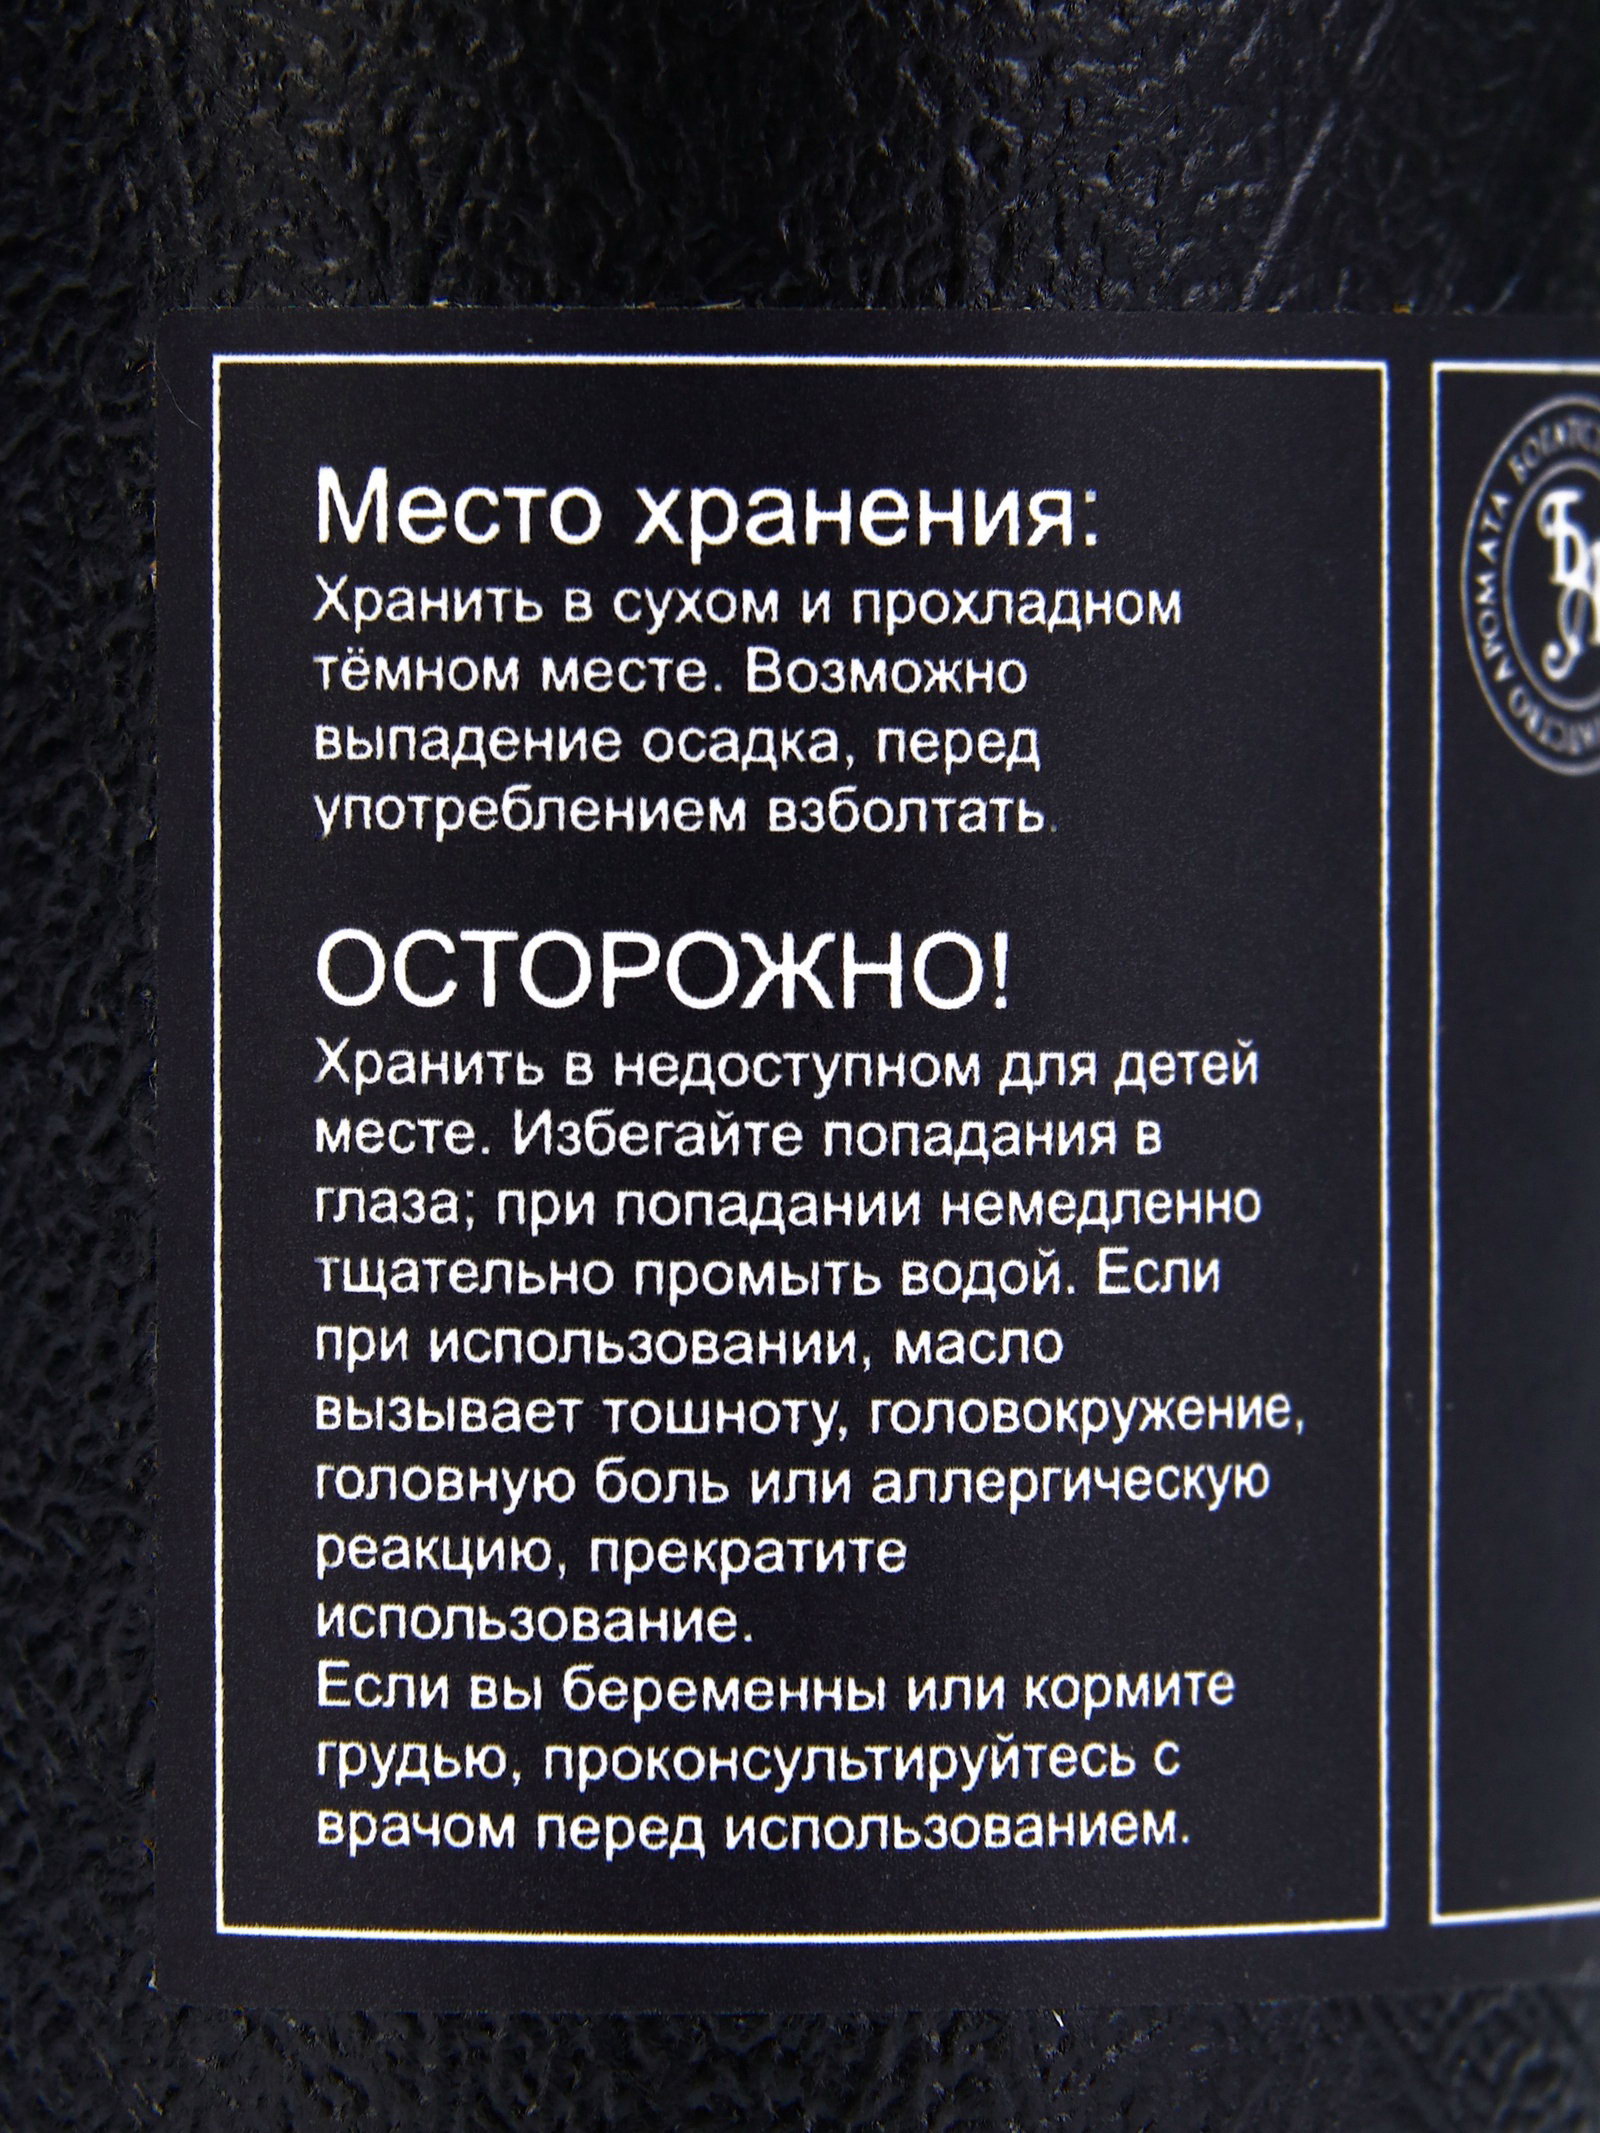 Место хранения:
Хранить в сухом и прохладном
тёмном месте. Возможно
выпадение осадка, перед
употреблением взболтать.
ОСТОРОЖНО!
Хранить в недоступном для детей
месте. Избегайте попадания в
глаза; при попадании немедленно
тщательно промыть водой. Если
при использовании, масло
вызывает тошноту, головокружение,
головную боль или аллергическую
реакцию, прекратите
использование.
Если вы беременны или кормите
грудью, проконсультируйтесь с
врачом перед использованием.
АРОМАТА